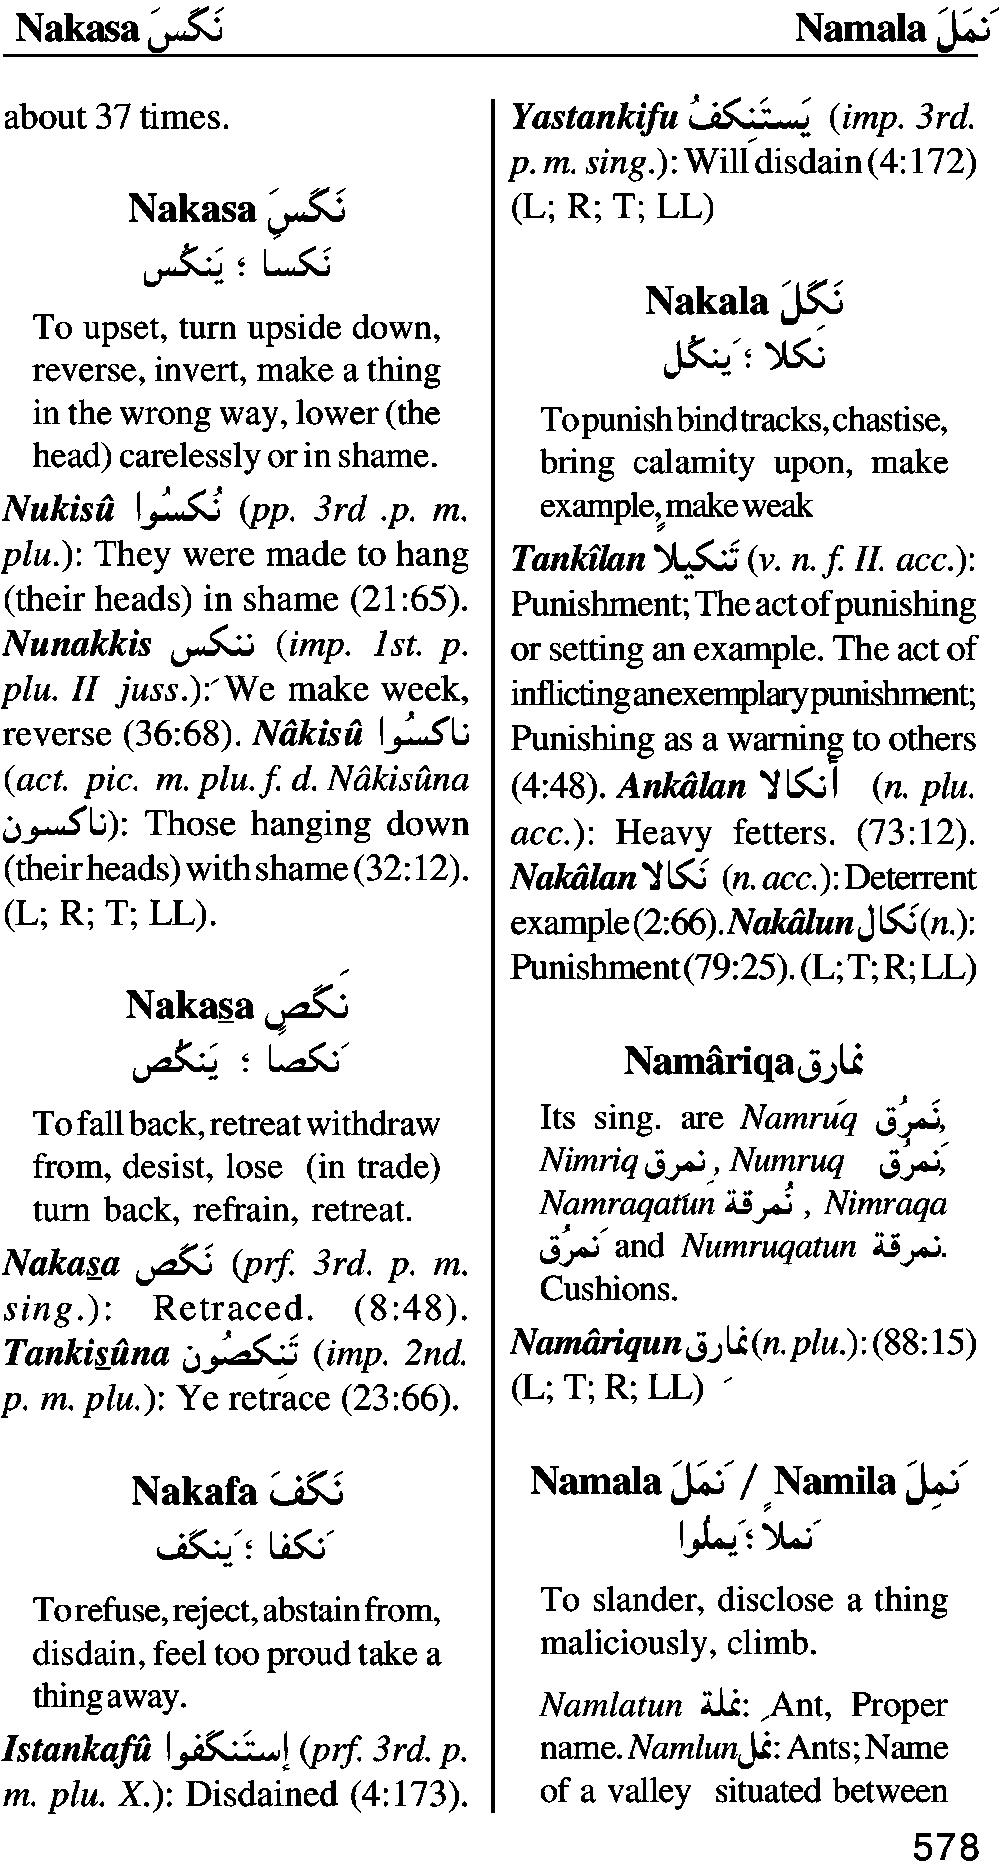 Nakasa نَكَسَ
Namala نَمَلَ
about 37 times.
Nakasa نَكَسَ
نَكسا ؛ يَنكُس
To upset, turn upside down,
reverse, invert, make a thing
in the wrong way, lower (the
head) carelessly or in shame.
Nukisû نُكسُوا (pp. 3rd .p. m.
plu.): They were made to hang
(their heads) in shame (21:65).
Nunakkis ننكس (imp. 1st. p.
plu. II juss.): We make week,
reverse (36:68). Nâkisû ناكسُوا
(act. pic. m. plu. f. d. Nâkisûna
ناكسون): Those hanging down
(their heads) with shame (32:12).
(L; R; T; LL).
Nakasa نَكَصَ
نَكصا ؛ يَنكُص
To fall back, retreat withdraw
from, desist, lose (in trade)
turn back, refrain, retreat.
Nakasa نَكَص (prf. 3rd. p. m.
sing.): Retraced. (8:48).
Tankisûna تَنكِصُون (imp. 2nd.
p. m. plu.): Ye retrace (23:66).
Nakafa نَكَفَ
نَكفا ؛ يَنكَف
To refuse, reject, abstain from,
disdain, feel too proud take a
thing away.
Istankafû إستَنكَفوا (prf. 3rd. p.
m. plu. X.): Disdained (4:173).
Yastankifu يَستَنكِفُ (imp. 3rd.
p. m. sing.): Will disdain (4:172)
(L; R; T; LL)
Nakala نَكَلَ
نَكلا ؛ يَنكُل
To punish bind tracks, chastise,
bring calamity upon, make
example, make weak
Tankîlan تَنكيلا (v. n. f. II. acc.):
Punishment; The act of punishing
or setting an example. The act of
inflicting an exemplary punishment;
Punishing as a warning to others
(4:48). Ankâlan أنكالا (n. plu.
acc.): Heavy fetters. (73:12).
Nakâlan نَكالا (n. acc.): Deterrent
example (2:66). Nakâlun نَكال (n.):
Punishment (79:25). (L; T; R; LL)
Namâriqa نمارق
Its sing. are Namruq نَمرُق,
Nimriq نمرق, Numruq نَمرُق,
Namraqatun نُمرقة , Nimraqa
نَمرُق and Numruqatun نمرقة.
Cushions.
Namâriqun نمارق (n. plu.): (88:15)
(L; T; R; LL)
Namala نَمَلَ / Namila نَمِلَ
نَملاً ؛ يَملُوا
To slander, disclose a thing
maliciously, climb.
Namlatun نملة: Ant, Proper
name. Namlun نمل: Ants; Name
of a valley situated between
578